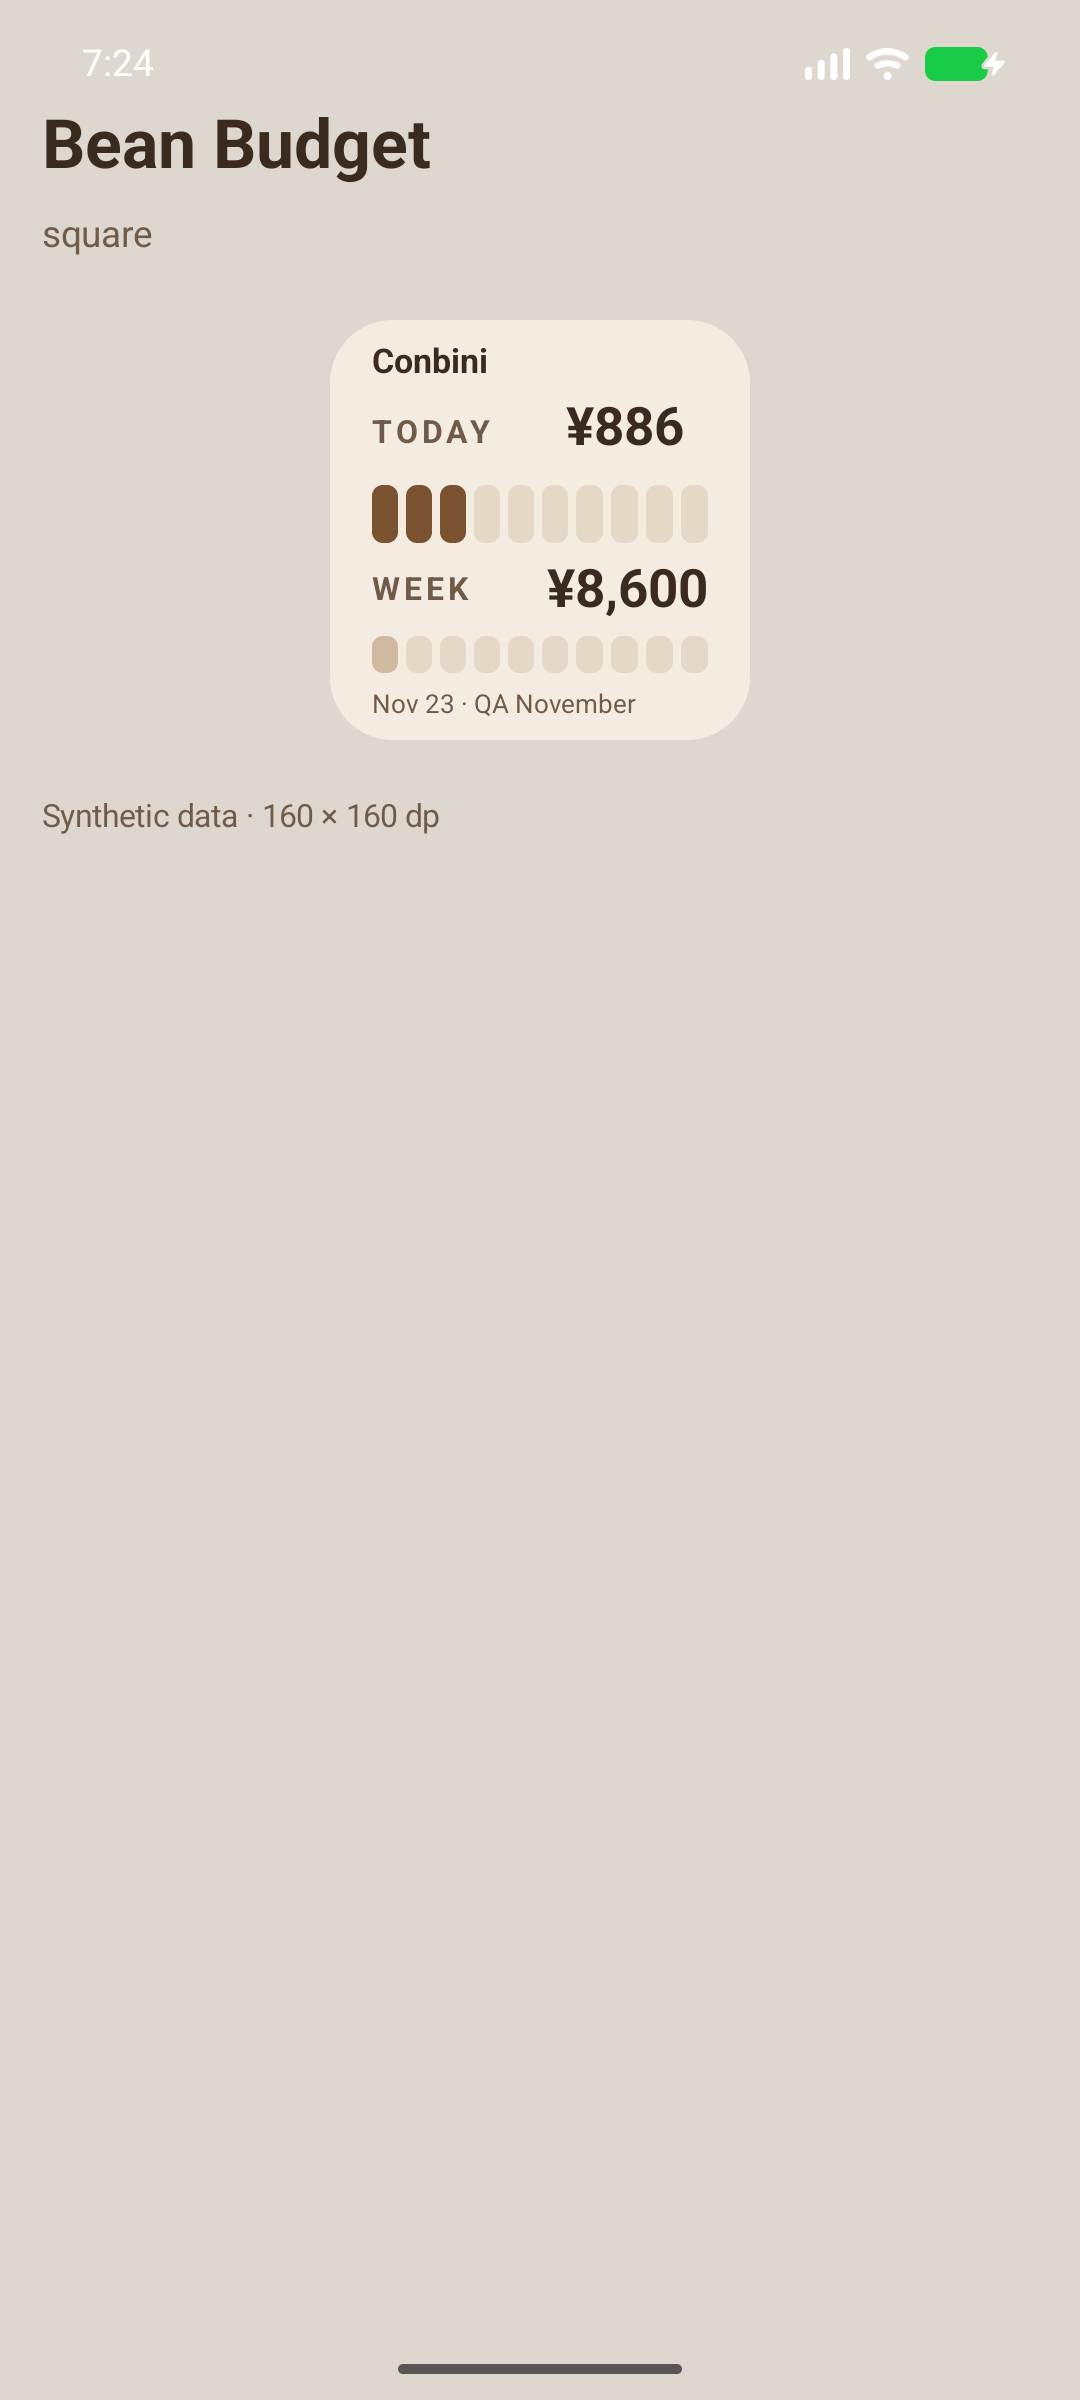 7:24
Bean Budget
square
Conbini
TODAY ¥886
WEEK ¥8,600
Nov 23 · QA November
Synthetic data · 160 × 160 dp